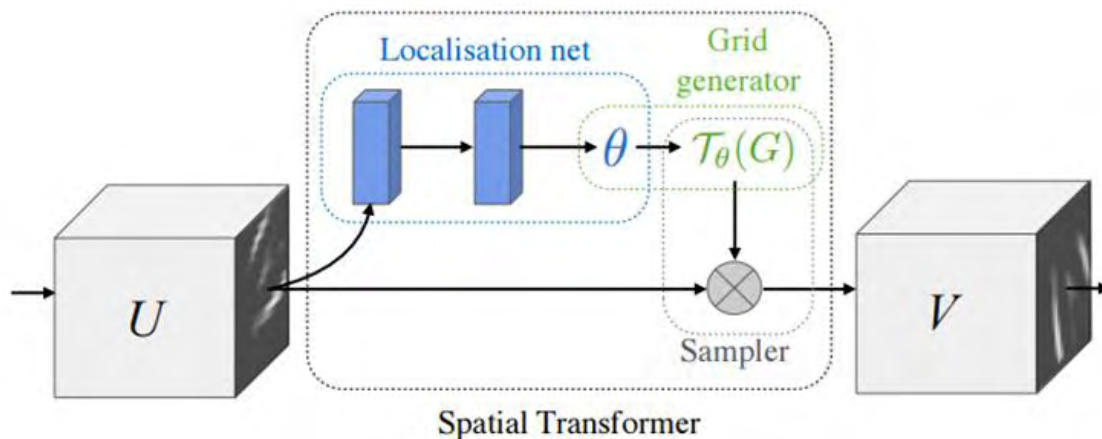 Localisation net
Grid
generator
θ
𝒯θ(G)
U
V
Sampler
Spatial Transformer